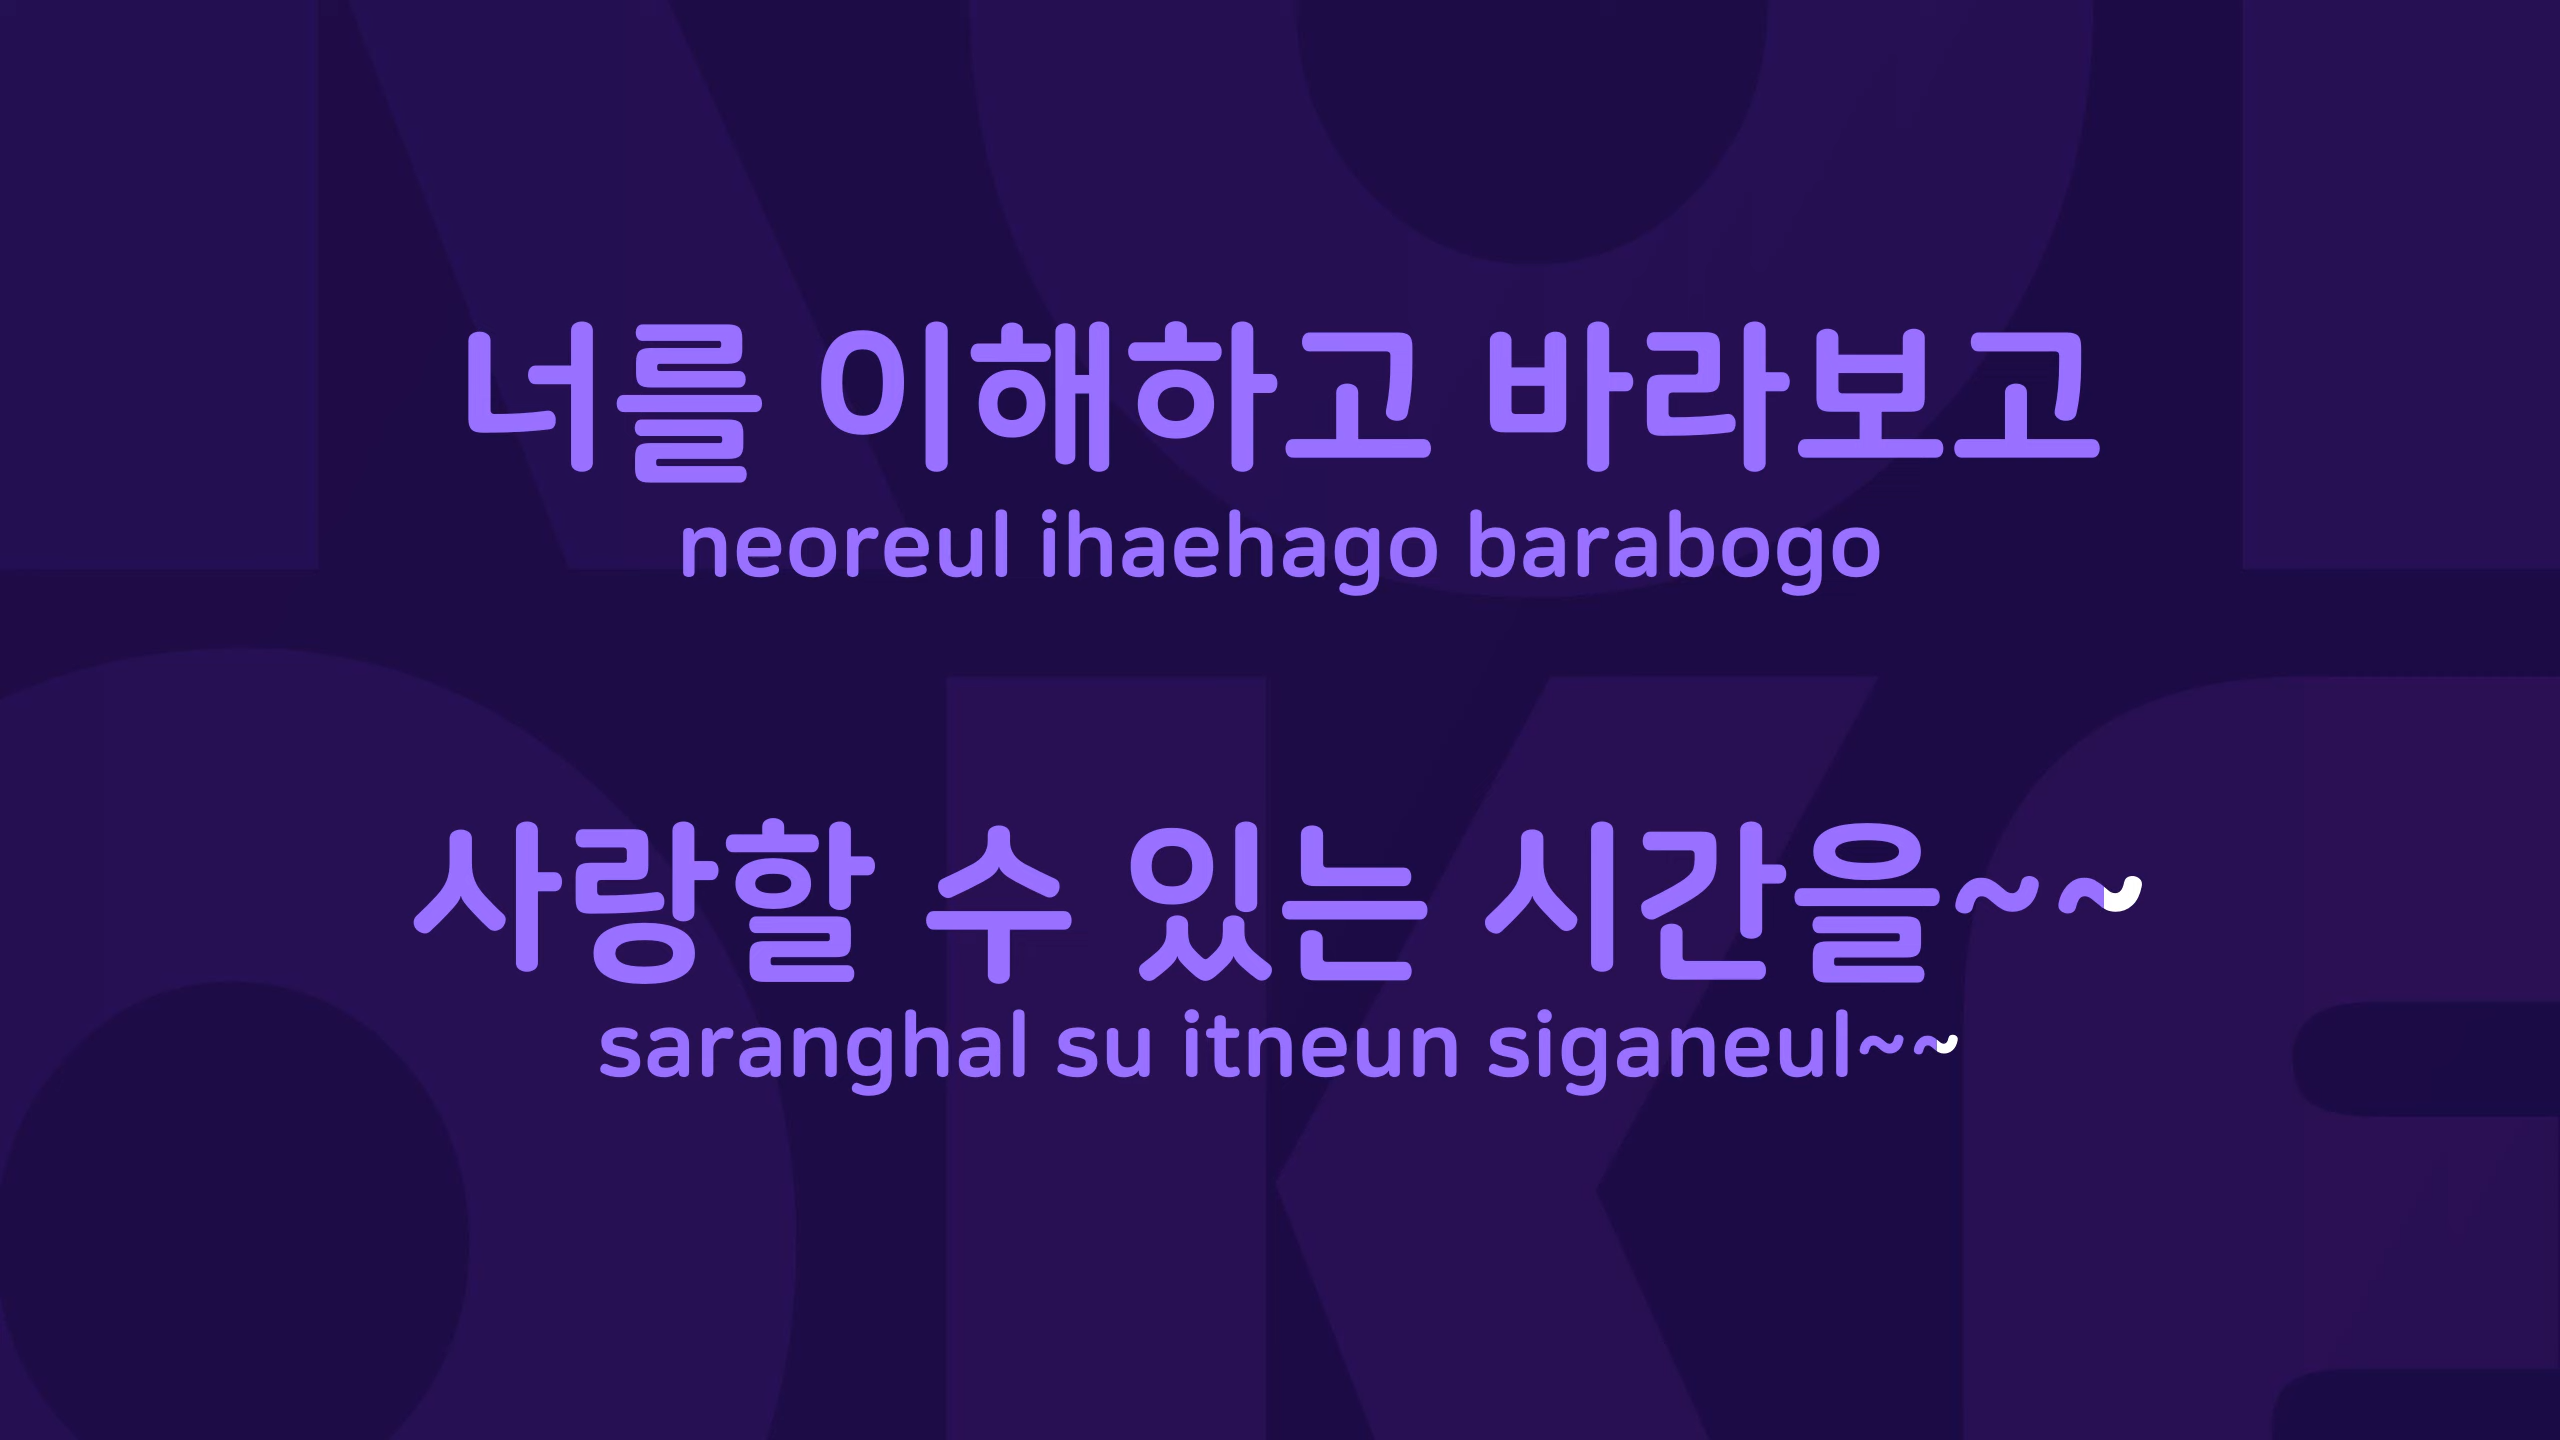 너를 이해하고 바라보고
neoreul ihaehago barabogo
사랑할 수 있는 시간을~~
saranghal su itneun siganeul~~